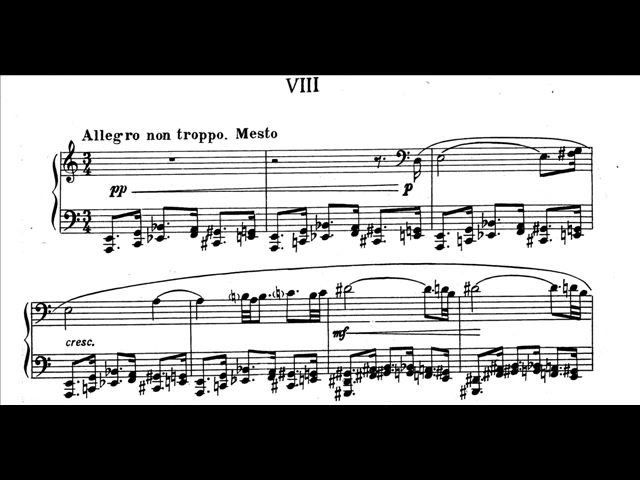 VIII
Allegro non troppo. Mesto
pp
p
cresc.
mf